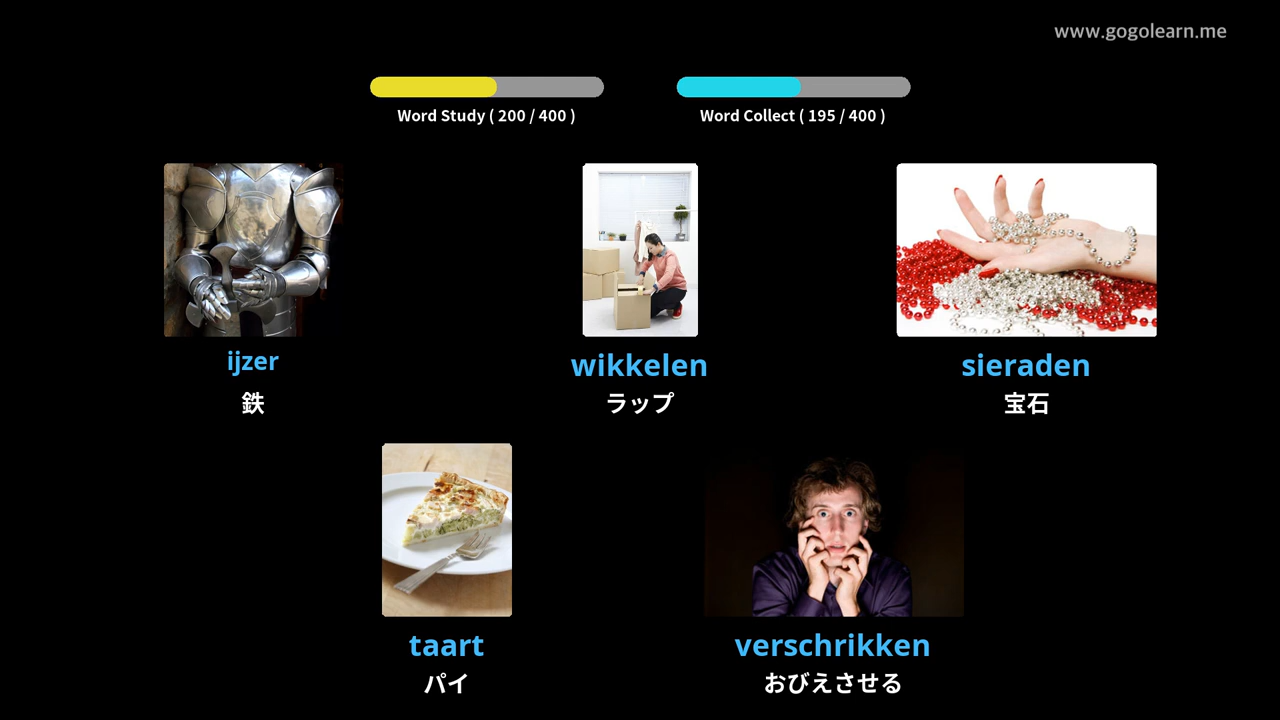 www.gogolearn.me
Word Study ( 200 / 400 )
Word Collect ( 195 / 400 )
ijzer
鉄
wikkelen
ラップ
sieraden
宝石
taart
パイ
verschrikken
おびえさせる